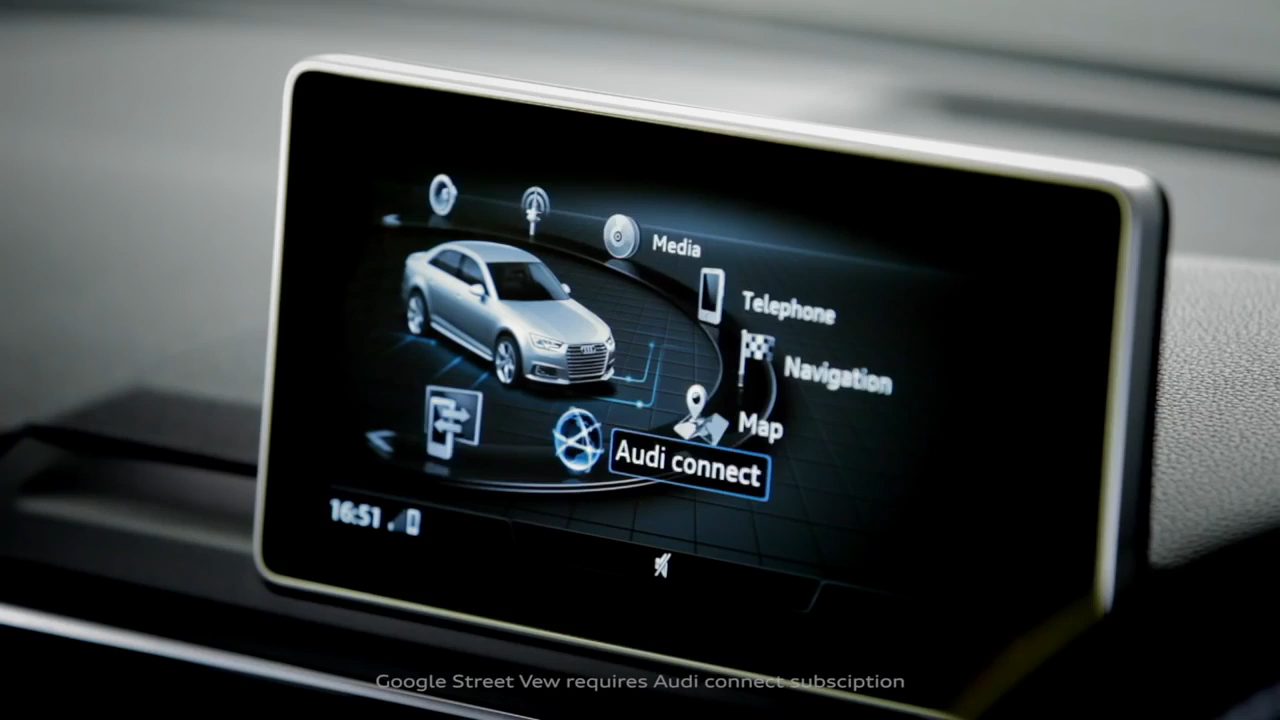 Media
Telephone
Navigation
Map
Audi connect
16:51
Google Street Vew requires Audi connect subsciption